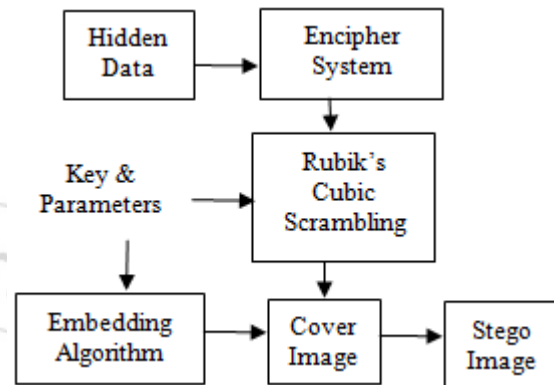 Hidden
Data
Encipher
System
Key &
Parameters
Rubik's
Cubic
Scrambling
Embedding
Algorithm
Cover
Image
Stego
Image